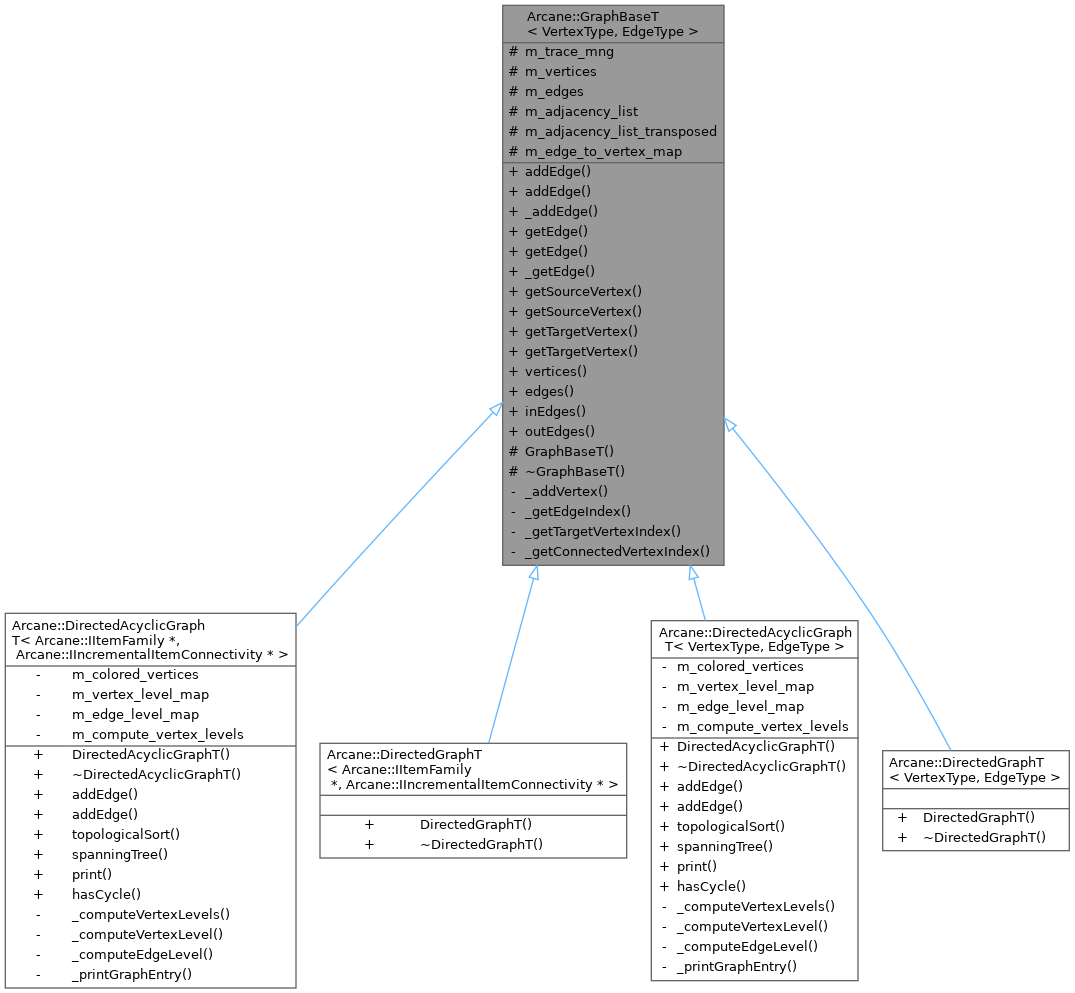 Arcane::GraphBaseT
< VertexType, EdgeType >
# m_trace_mng
# m_vertices
# m_edges
# m_adjacency_list
# m_adjacency_list_transposed
# m_edge_to_vertex_map
+ addEdge()
+ addEdge()
+ _addEdge()
+ getEdge()
+ getEdge()
+ _getEdge()
+ getSourceVertex()
+ getSourceVertex()
+ getTargetVertex()
+ getTargetVertex()
+ vertices()
+ edges()
+ inEdges()
+ outEdges()
# GraphBaseT()
# ~GraphBaseT()
- _addVertex()
- _getEdgeIndex()
- _getTargetVertexIndex()
- _getConnectedVertexIndex()
Arcane::DirectedAcyclicGraph
T< Arcane::IItemFamily *,
Arcane::IIncrementalItemConnectivity * >
- m_colored_vertices
- m_vertex_level_map
- m_edge_level_map
- m_compute_vertex_levels
+ DirectedAcyclicGraphT()
+ ~DirectedAcyclicGraphT()
+ addEdge()
+ addEdge()
+ topologicalSort()
+ spanningTree()
+ print()
+ hasCycle()
- _computeVertexLevels()
- _computeVertexLevel()
- _computeEdgeLevel()
- _printGraphEntry()
Arcane::DirectedGraphT
< Arcane::IItemFamily
*, Arcane::IIncrementalItemConnectivity * >
+ DirectedGraphT()
+ ~DirectedGraphT()
Arcane::DirectedAcyclicGraph
T< VertexType, EdgeType >
- m_colored_vertices
- m_vertex_level_map
- m_edge_level_map
- m_compute_vertex_levels
+ DirectedAcyclicGraphT()
+ ~DirectedAcyclicGraphT()
+ addEdge()
+ addEdge()
+ topologicalSort()
+ spanningTree()
+ print()
+ hasCycle()
- _computeVertexLevels()
- _computeVertexLevel()
- _computeEdgeLevel()
- _printGraphEntry()
Arcane::DirectedGraphT
< VertexType, EdgeType >
+ DirectedGraphT()
+ ~DirectedGraphT()